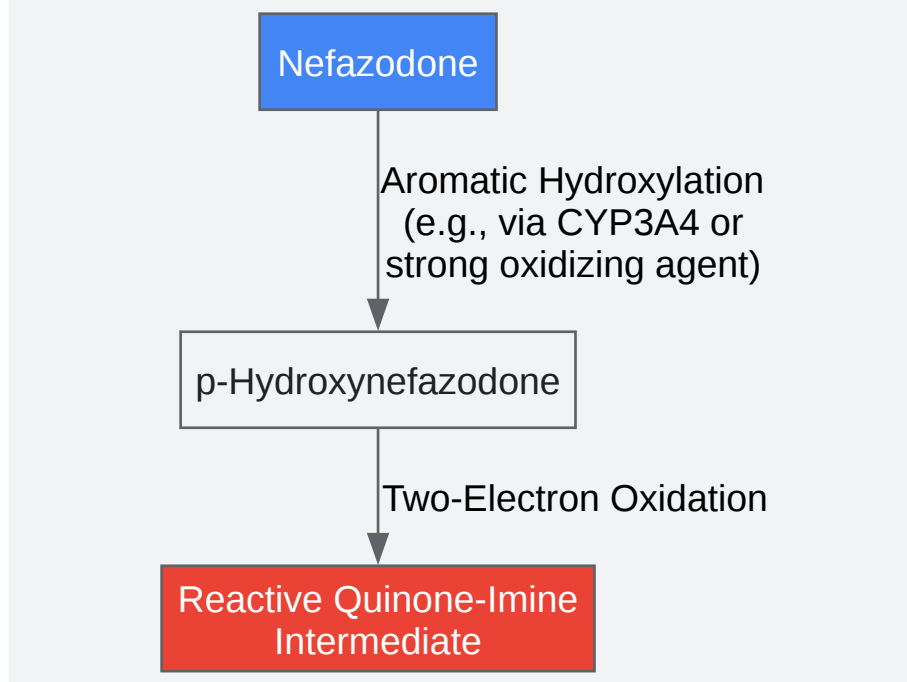 Nefazodone
Aromatic Hydroxylation
(e.g., via CYP3A4 or
strong oxidizing agent)
p-Hydroxynefazodone
Two-Electron Oxidation
Reactive Quinone-Imine
Intermediate